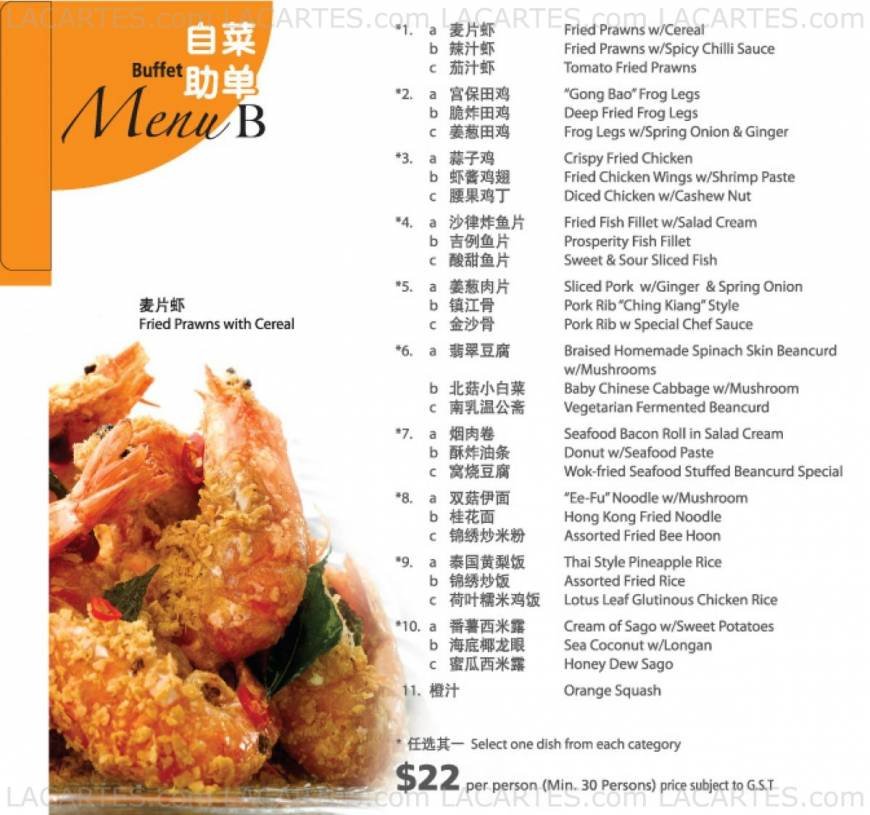 LACARTES.com LACARTES.com LACARTES.com LACARTES.com
自菜
助单
Buffet
Menu B
麦片虾
Fried Prawns with Cereal
*1. a 麦片虾 Fried Prawns w/Cereal
b 辣汁虾 Fried Prawns w/Spicy Chilli Sauce
c 茄汁虾 Tomato Fried Prawns
*2. a 宫保田鸡 “Gong Bao” Frog Legs
b 脆炸田鸡 Deep Fried Frog Legs
c 姜葱田鸡 Frog Legs w/Spring Onion & Ginger
*3. a 蒜子鸡 Crispy Fried Chicken
b 虾酱鸡翅 Fried Chicken Wings w/Shrimp Paste
c 腰果鸡丁 Diced Chicken w/Cashew Nut
*4. a 沙律炸鱼片 Fried Fish Fillet w/Salad Cream
b 吉例鱼片 Prosperity Fish Fillet
c 酸甜鱼片 Sweet & Sour Sliced Fish
*5. a 姜葱肉片 Sliced Pork w/Ginger & Spring Onion
b 镇江骨 Pork Rib “Ching Kiang” Style
c 金沙骨 Pork Rib w Special Chef Sauce
*6. a 翡翠豆腐 Braised Homemade Spinach Skin Beancurd
w/Mushrooms
b 北菇小白菜 Baby Chinese Cabbage w/Mushroom
c 南乳温公斋 Vegetarian Fermented Beancurd
*7. a 烟肉卷 Seafood Bacon Roll in Salad Cream
b 酥炸油条 Donut w/Seafood Paste
c 窝烧豆腐 Wok-fried Seafood Stuffed Beancurd Special
*8. a 双菇伊面 “Ee-Fu” Noodle w/Mushroom
b 桂花面 Hong Kong Fried Noodle
c 锦绣炒米粉 Assorted Fried Bee Hoon
*9. a 泰国黄梨饭 Thai Style Pineapple Rice
b 锦绣炒饭 Assorted Fried Rice
c 荷叶糯米鸡饭 Lotus Leaf Glutinous Chicken Rice
*10. a 番薯西米露 Cream of Sago w/Sweet Potatoes
b 海底椰龙眼 Sea Coconut w/Longan
c 蜜瓜西米露 Honey Dew Sago
11. 橙汁 Orange Squash
* 任选其一 Select one dish from each category
$22 per person (Min. 30 Persons) price subject to G.S.T
LACARTES.com LACARTES.com LACARTES.com LACARTES.com